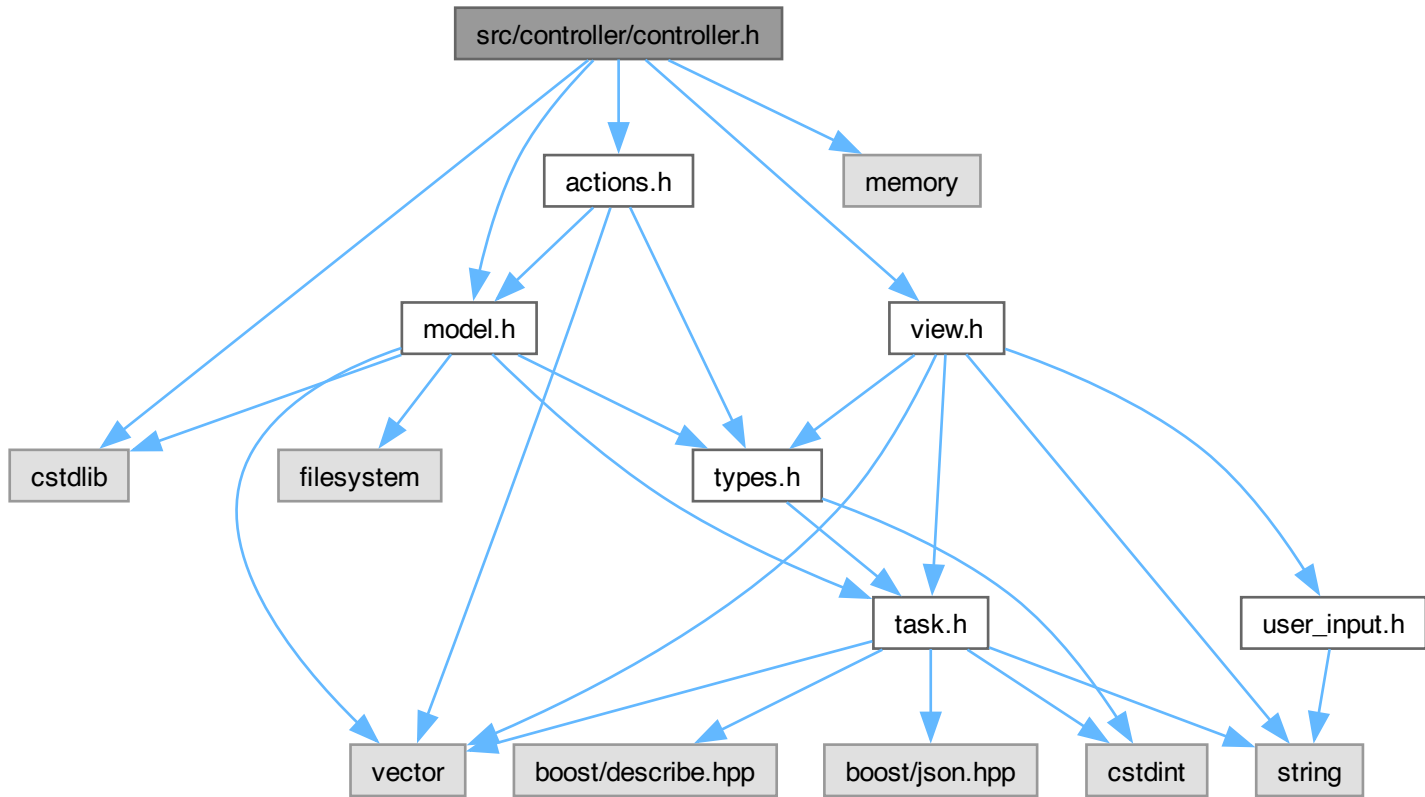 src/controller/controller.h
actions.h
memory
model.h
view.h
cstdlib
filesystem
types.h
task.h
user_input.h
vector
boost/describe.hpp
boost/json.hpp
cstdint
string